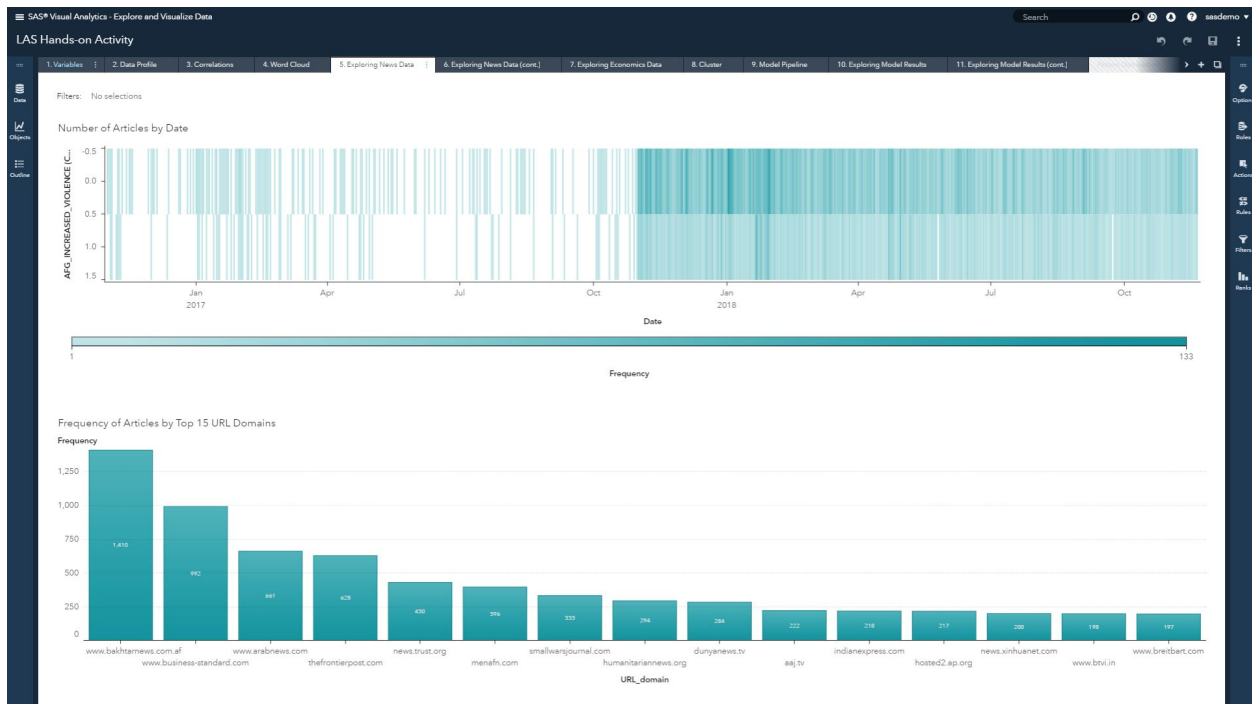 SAS® Visual Analytics - Explore and Visualize Data
Search
sasdemo
LAS Hands-on Activity
1. Variables
2. Data Profile
3. Correlations
4. Word Cloud
5. Exploring News Data
6. Exploring News Data (cont.)
7. Exploring Economics Data
8. Cluster
9. Model Pipeline
10. Exploring Model Results
11. Exploring Model Results (cont.)
Data
Objects
Outline
Option
Roles
Actions
Rules
Filters
Ranks
Filters: No selections
Number of Articles by Date
AFG_INCREASED_VIOLENCE (C...
-0.5
0.0
0.5
1.0
1.5
Jan Apr Jul Oct Jan Apr Jul Oct
2017 2018
Date
1 133
Frequency
Frequency of Articles by Top 15 URL Domains
Frequency
1,250
1,000
750
500
250
0
1,410 992 661 628 430 396 333 294 284 222 218 217 200 198 197
www.bakhtarnews.com.af www.arabnews.com news.trust.org smallwarsjournal.com dunyanews.tv indianexpress.com news.xinhuanet.com www.breitbart.com
www.business-standard.com thefrontierpost.com menafn.com humanitariannews.org aaj.tv hosted2.ap.org www.btvi.in
URL_domain